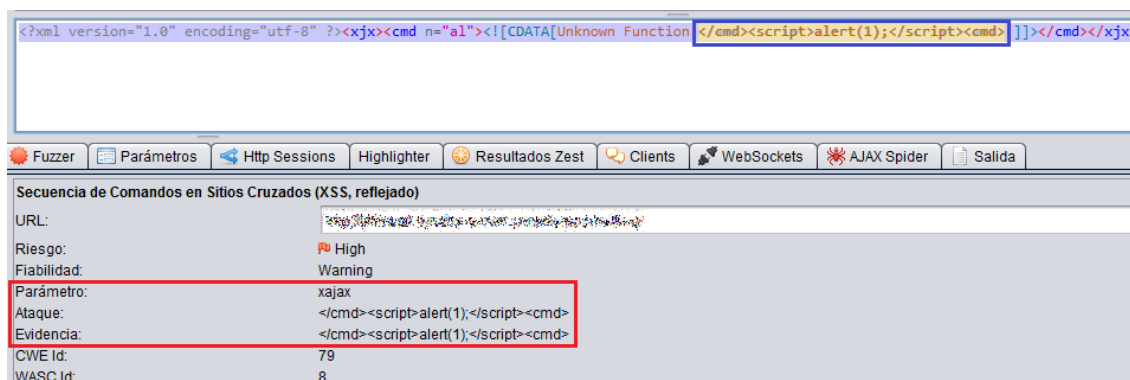 <?xml version="1.0" encoding="utf-8" ?><xjx><cmd n="al"><![CDATA[Unknown Function </cmd><script>alert(1);</script><cmd> ]]></cmd></xjx
Fuzzer Parámetros Http Sessions Highlighter Resultados Zest Clients WebSockets AJAX Spider Salida
Secuencia de Comandos en Sitios Cruzados (XSS, reflejado)
URL:
Riesgo: High
Fiabilidad: Warning
Parámetro: xajax
Ataque: </cmd><script>alert(1);</script><cmd>
Evidencia: </cmd><script>alert(1);</script><cmd>
CWE Id: 79
WASC Id: 8